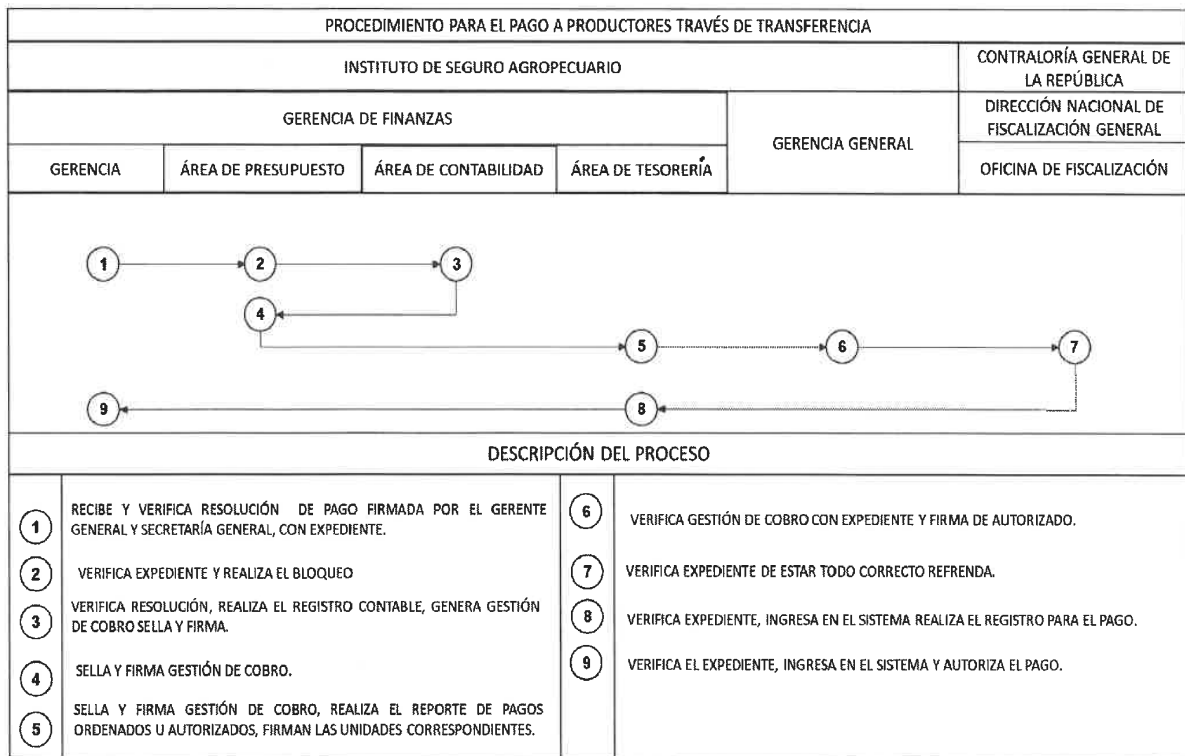 PROCEDIMIENTO PARA EL PAGO A PRODUCTORES TRAVÉS DE TRANSFERENCIA
INSTITUTO DE SEGURO AGROPECUARIO
CONTRALORÍA GENERAL DE
LA REPÚBLICA
GERENCIA DE FINANZAS
GERENCIA GENERAL
DIRECCIÓN NACIONAL DE
FISCALIZACIÓN GENERAL
GERENCIA
ÁREA DE PRESUPUESTO
ÁREA DE CONTABILIDAD
ÁREA DE TESORERÍA
OFICINA DE FISCALIZACIÓN
1
2
3
4
5
6
7
9
8
DESCRIPCIÓN DEL PROCESO
1
RECIBE Y VERIFICA RESOLUCIÓN DE PAGO FIRMADA POR EL GERENTE
GENERAL Y SECRETARÍA GENERAL, CON EXPEDIENTE.
2
VERIFICA EXPEDIENTE Y REALIZA EL BLOQUEO
3
VERIFICA RESOLUCIÓN, REALIZA EL REGISTRO CONTABLE, GENERA GESTIÓN
DE COBRO SELLA Y FIRMA.
4
SELLA Y FIRMA GESTIÓN DE COBRO.
5
SELLA Y FIRMA GESTIÓN DE COBRO, REALIZA EL REPORTE DE PAGOS
ORDENADOS U AUTORIZADOS, FIRMAN LAS UNIDADES CORRESPONDIENTES.
6
VERIFICA GESTIÓN DE COBRO CON EXPEDIENTE Y FIRMA DE AUTORIZADO.
7
VERIFICA EXPEDIENTE DE ESTAR TODO CORRECTO REFRENDA.
8
VERIFICA EXPEDIENTE, INGRESA EN EL SISTEMA REALIZA EL REGISTRO PARA EL PAGO.
9
VERIFICA EL EXPEDIENTE, INGRESA EN EL SISTEMA Y AUTORIZA EL PAGO.